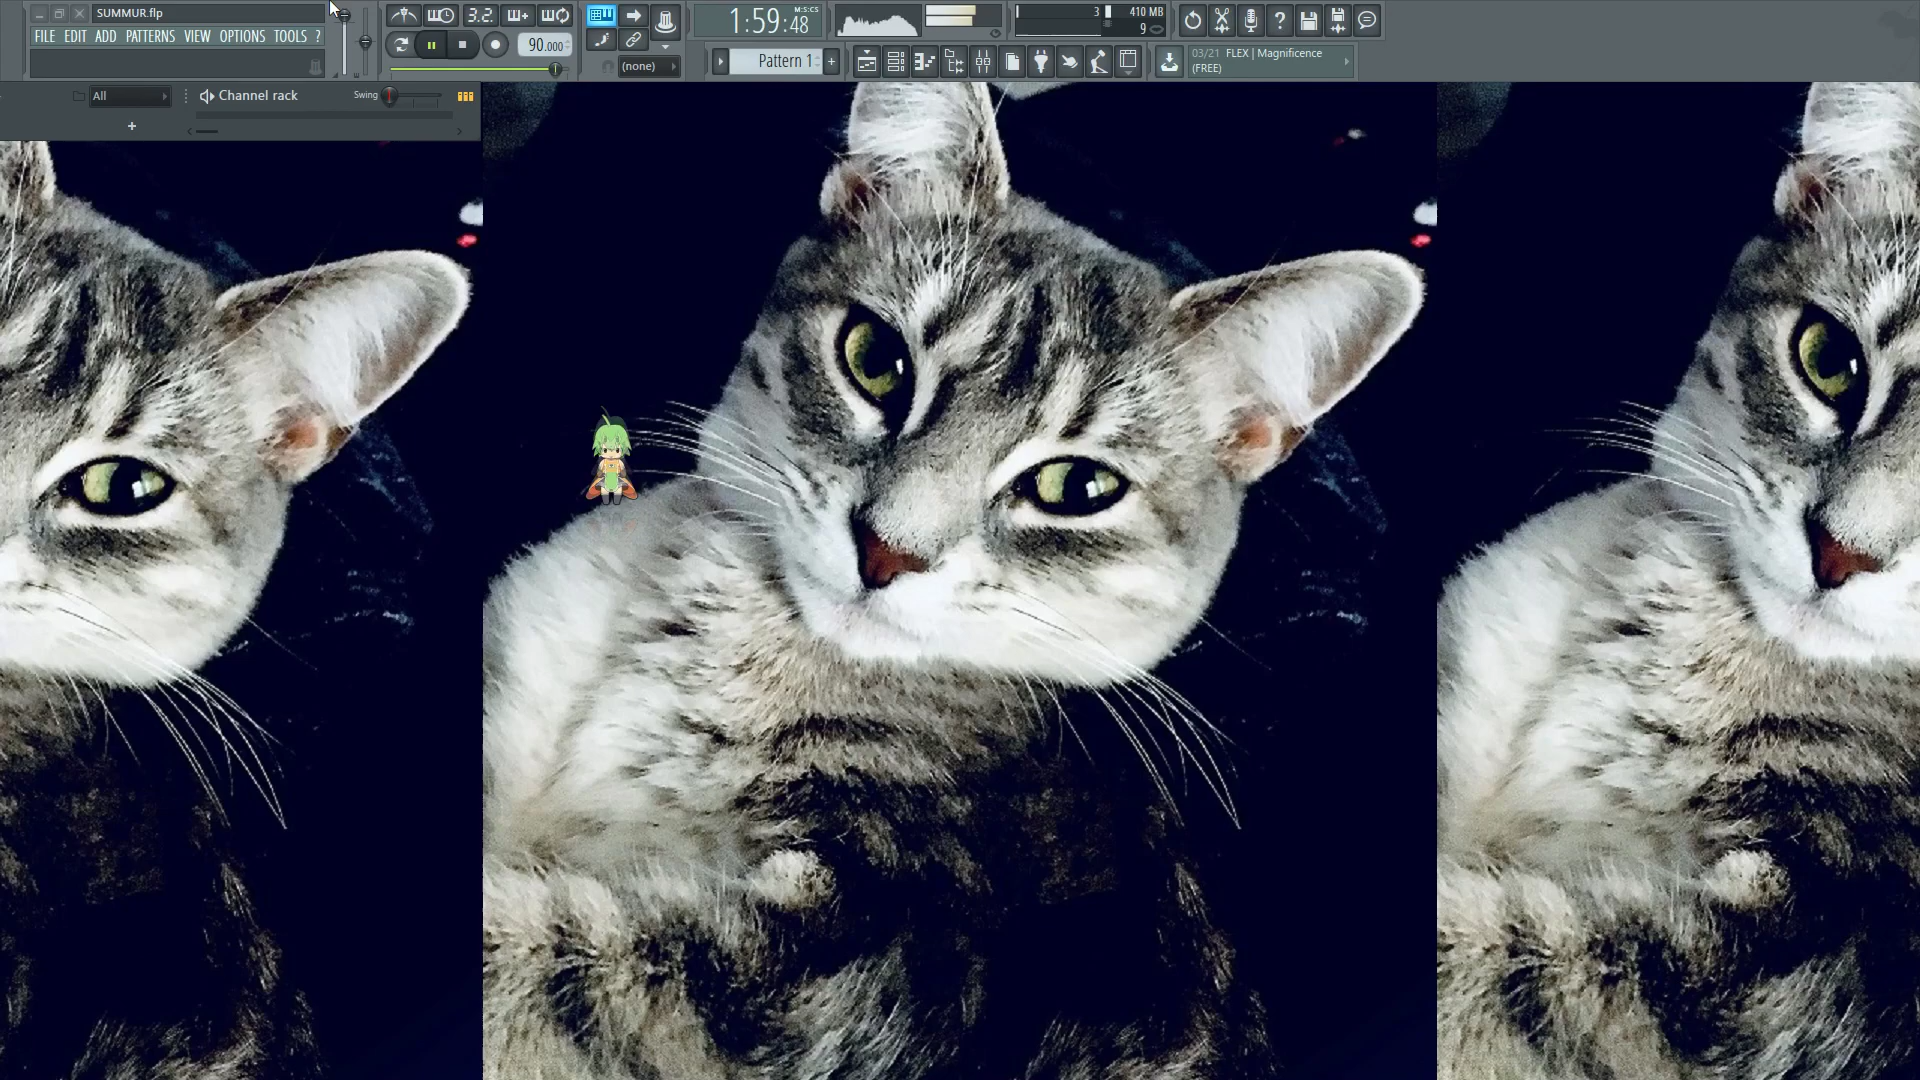 SUMMUR.flp
FILE EDIT ADD PATTERNS VIEW OPTIONS TOOLS ?
3.2.
90.000
(none)
1:59:48
M:S:CS
Pattern 1
+
3
410 MB
9
?
03/21 FLEX | Magnificence
(FREE)
All
Channel rack
Swing
+